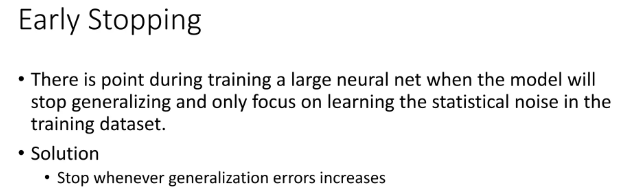 Early Stopping
• There is point during training a large neural net when the model will
stop generalizing and only focus on learning the statistical noise in the
training dataset.
• Solution
• Stop whenever generalization errors increases